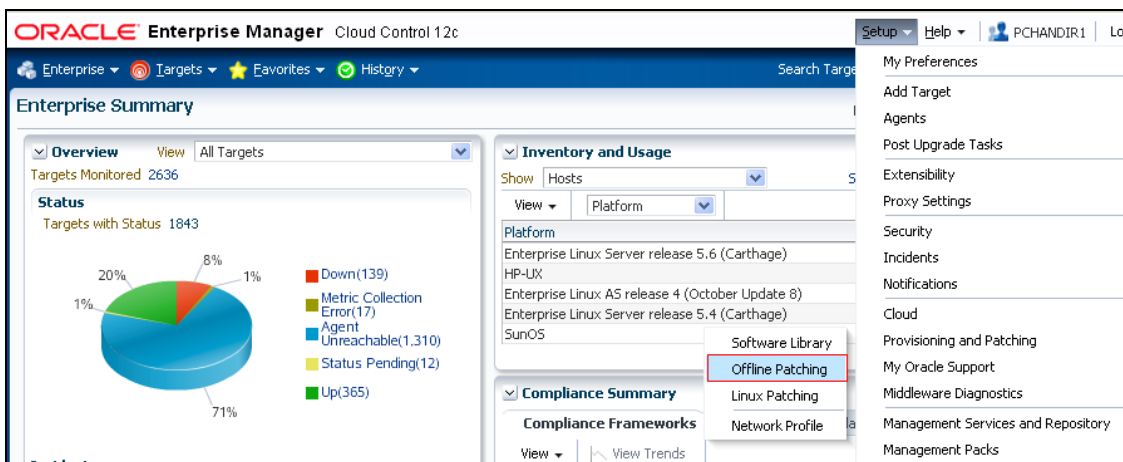 ORACLE Enterprise Manager Cloud Control 12c
Setup Help PCHANDIR1 Lo
Enterprise Targets Favorites History Search Targe
Enterprise Summary
Overview View All Targets
Targets Monitored 2636
Status
Targets with Status 1843
20%
8%
1%
1%
71%
Down(139)
Metric Collection
Error(17)
Agent
Unreachable(1,310)
Status Pending(12)
Up(365)
Inventory and Usage
Show Hosts S
View Platform
Platform
Enterprise Linux Server release 5.6 (Carthage)
HP-UX
Enterprise Linux AS release 4 (October Update 8)
Enterprise Linux Server release 5.4 (Carthage)
SunOS
Compliance Summary
Compliance Frameworks
View View Trends
Software Library
Offline Patching
Linux Patching
Network Profile
My Preferences
Add Target
Agents
Post Upgrade Tasks
Extensibility
Proxy Settings
Security
Incidents
Notifications
Cloud
Provisioning and Patching
My Oracle Support
Middleware Diagnostics
Management Services and Repository
Management Packs